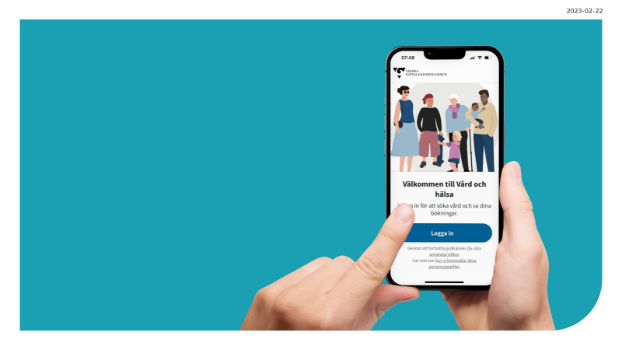 2023-02-22
07:48
VÄSTRA
GÖTALANDSREGIONEN
Välkommen till Vård och
hälsa
in för att söka vård och se dina
bokningar.
Logga in
Genom att fortsätta godkänner du våra
användarvillkor
Läs mer om hur vi behandlar dina
personuppgifter